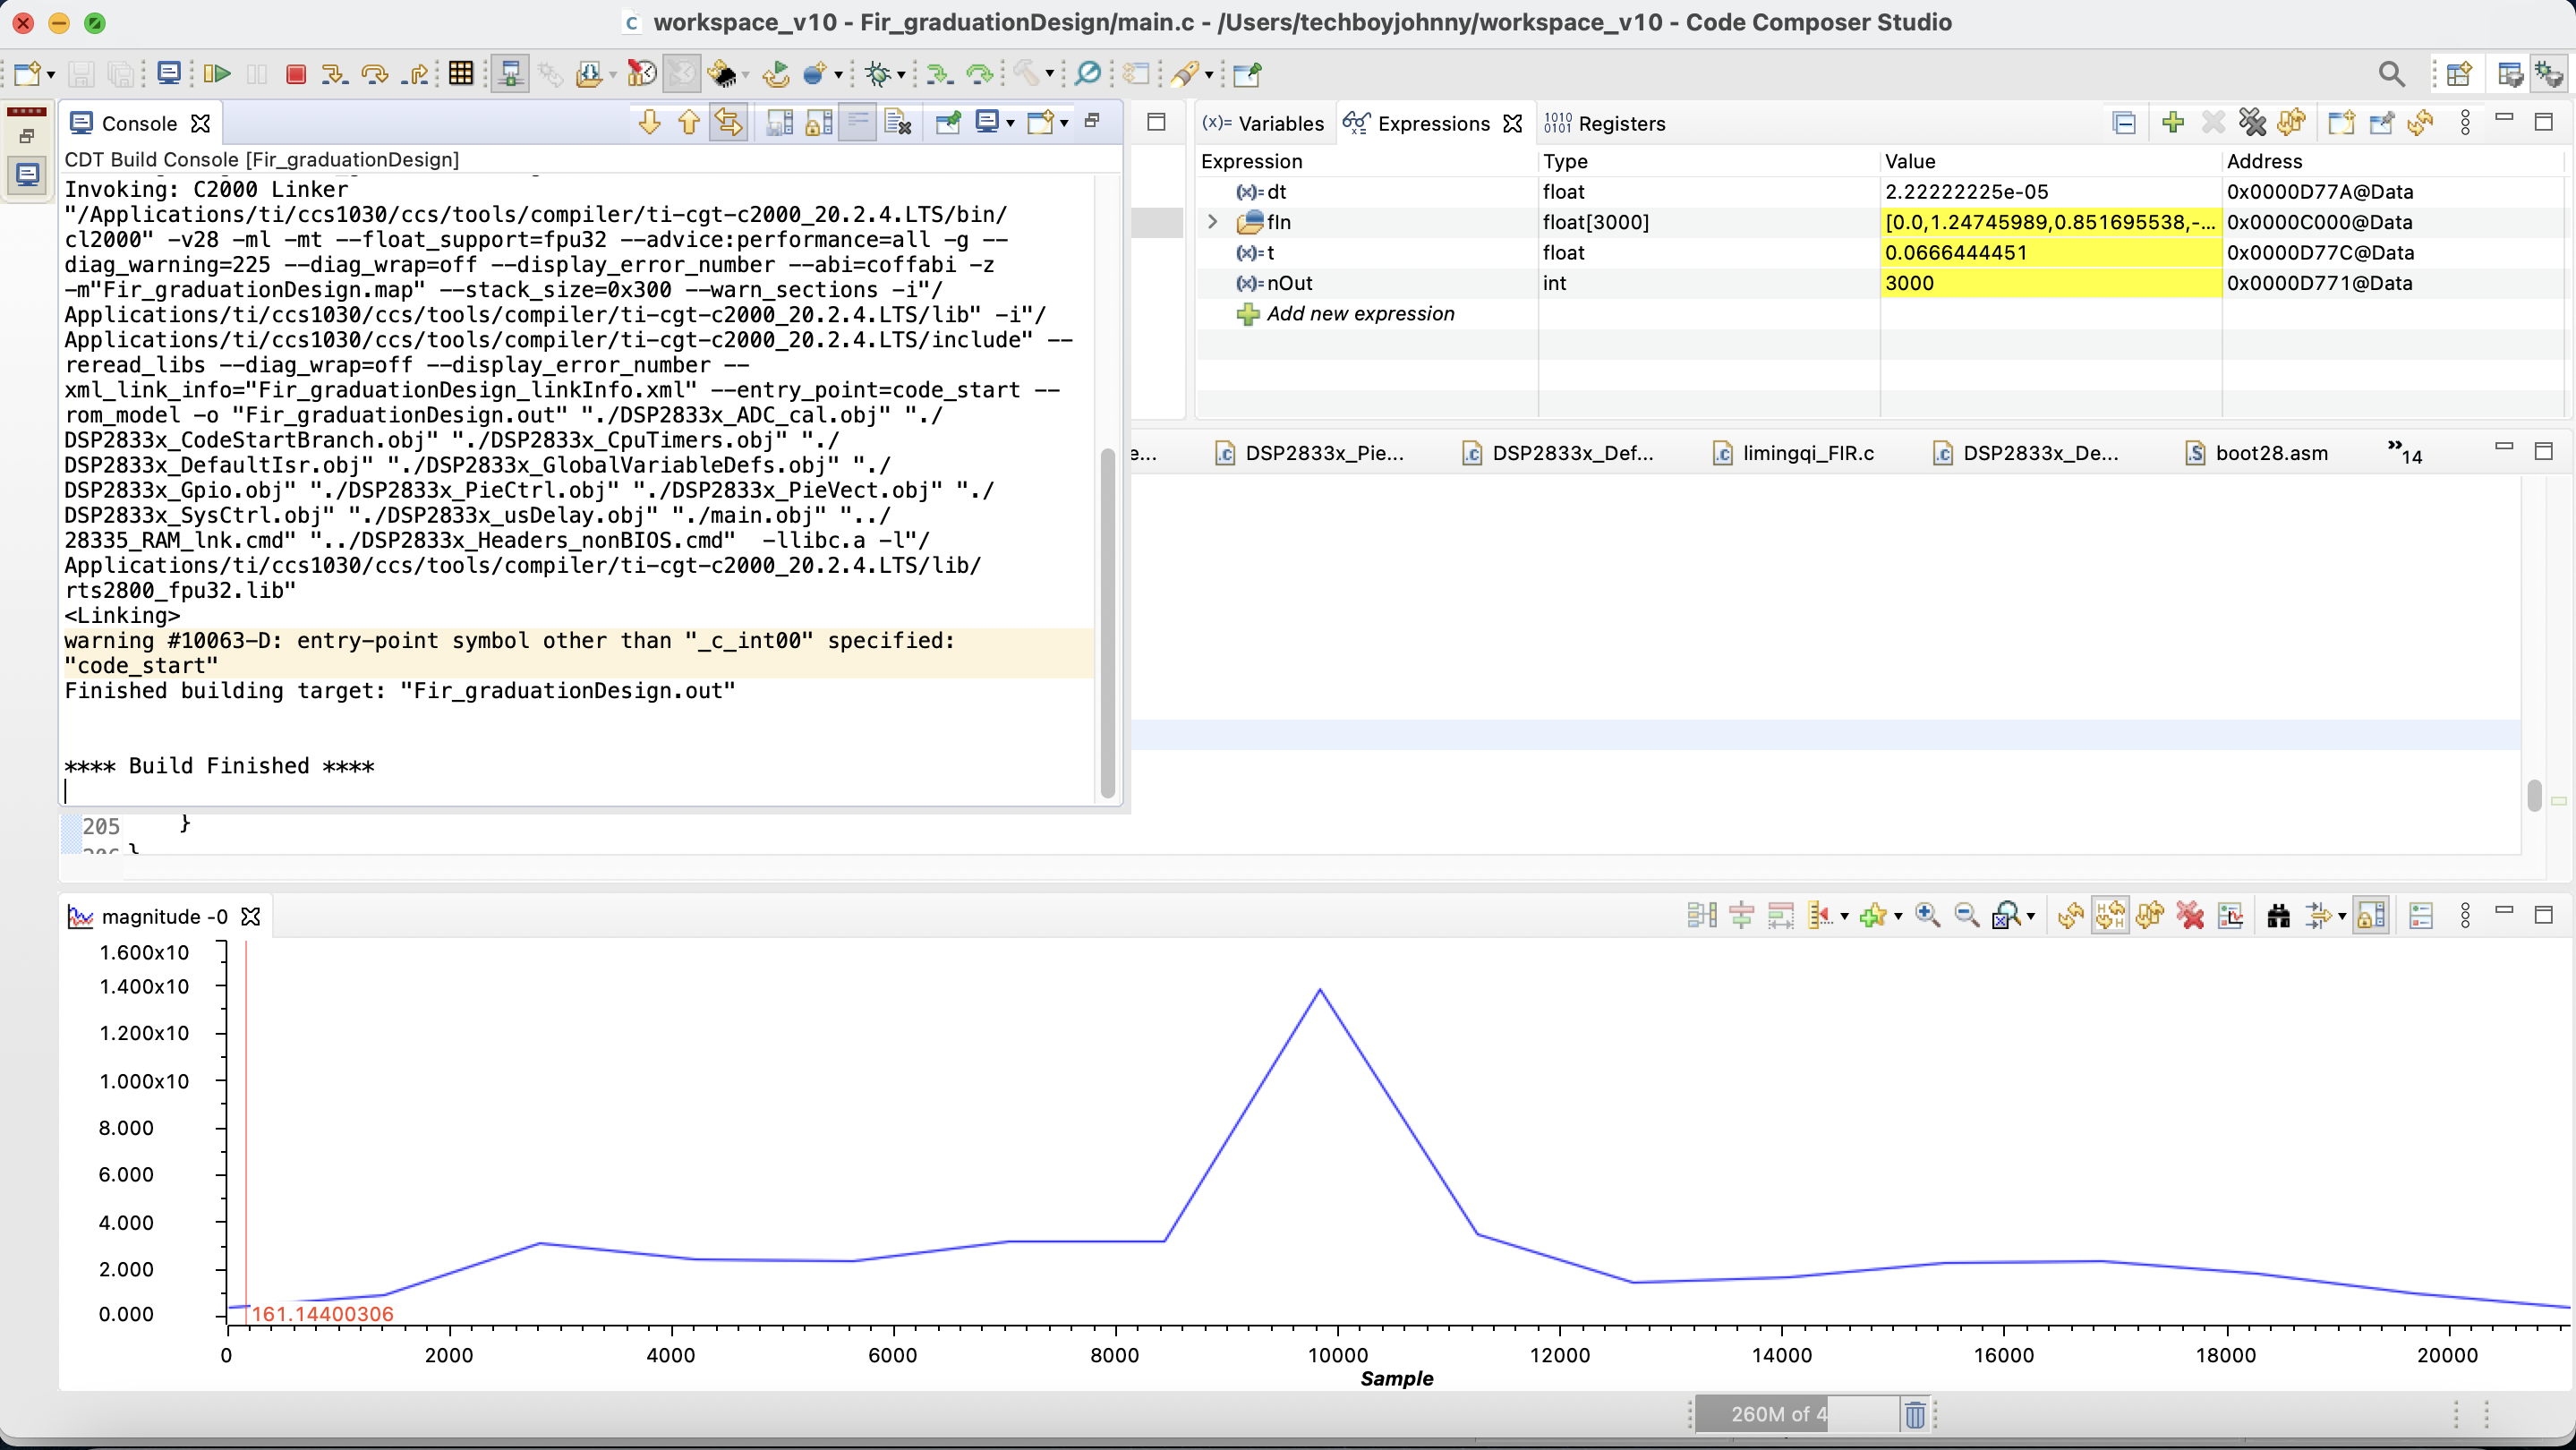 workspace_v10 - Fir_graduationDesign/main.c - /Users/techboyjohnny/workspace_v10 - Code Composer Studio
Console
CDT Build Console [Fir_graduationDesign]
Invoking: C2000 Linker
"/Applications/ti/ccs1030/ccs/tools/compiler/ti-cgt-c2000_20.2.4.LTS/bin/
cl2000" -v28 -ml -mt --float_support=fpu32 --advice:performance=all -g --
diag_warning=225 --diag_wrap=off --display_error_number --abi=coffabi -z
-m"Fir_graduationDesign.map" --stack_size=0x300 --warn_sections -i"/
Applications/ti/ccs1030/ccs/tools/compiler/ti-cgt-c2000_20.2.4.LTS/lib" -i"/
Applications/ti/ccs1030/ccs/tools/compiler/ti-cgt-c2000_20.2.4.LTS/include" --
reread_libs --diag_wrap=off --display_error_number --
xml_link_info="Fir_graduationDesign_linkInfo.xml" --entry_point=code_start --
rom_model -o "Fir_graduationDesign.out" "./DSP2833x_ADC_cal.obj" "./
DSP2833x_CodeStartBranch.obj" "./DSP2833x_CpuTimers.obj" "./
DSP2833x_DefaultIsr.obj" "./DSP2833x_GlobalVariableDefs.obj" "./
DSP2833x_Gpio.obj" "./DSP2833x_PieCtrl.obj" "./DSP2833x_PieVect.obj" "./
DSP2833x_SysCtrl.obj" "./DSP2833x_usDelay.obj" "./main.obj" "../
28335_RAM_lnk.cmd" "../DSP2833x_Headers_nonBIOS.cmd"  -llibc.a -l"/
Applications/ti/ccs1030/ccs/tools/compiler/ti-cgt-c2000_20.2.4.LTS/lib/
rts2800_fpu32.lib"
<Linking>
warning #10063-D: entry-point symbol other than "_c_int00" specified:
"code_start"
Finished building target: "Fir_graduationDesign.out"
**** Build Finished ****
(x)= Variables Expressions 1010 0101 Registers
Expression Type Value Address
(x)= dt float 2.22222225e-05 0x0000D77A@Data
fIn float[3000] [0.0,1.24745989,0.851695538,-... 0x0000C000@Data
(x)= t float 0.0666444451 0x0000D77C@Data
(x)= nOut int 3000 0x0000D771@Data
Add new expression
e... DSP2833x_Pie... DSP2833x_Def... limingqi_FIR.c DSP2833x_De... boot28.asm »14
205 }
206 }
magnitude -0
1.600x10
1.400x10
1.200x10
1.000x10
8.000
6.000
4.000
2.000
0.000
161.14400306
0 2000 4000 6000 8000 10000 12000 14000 16000 18000 20000
Sample
260M of 4